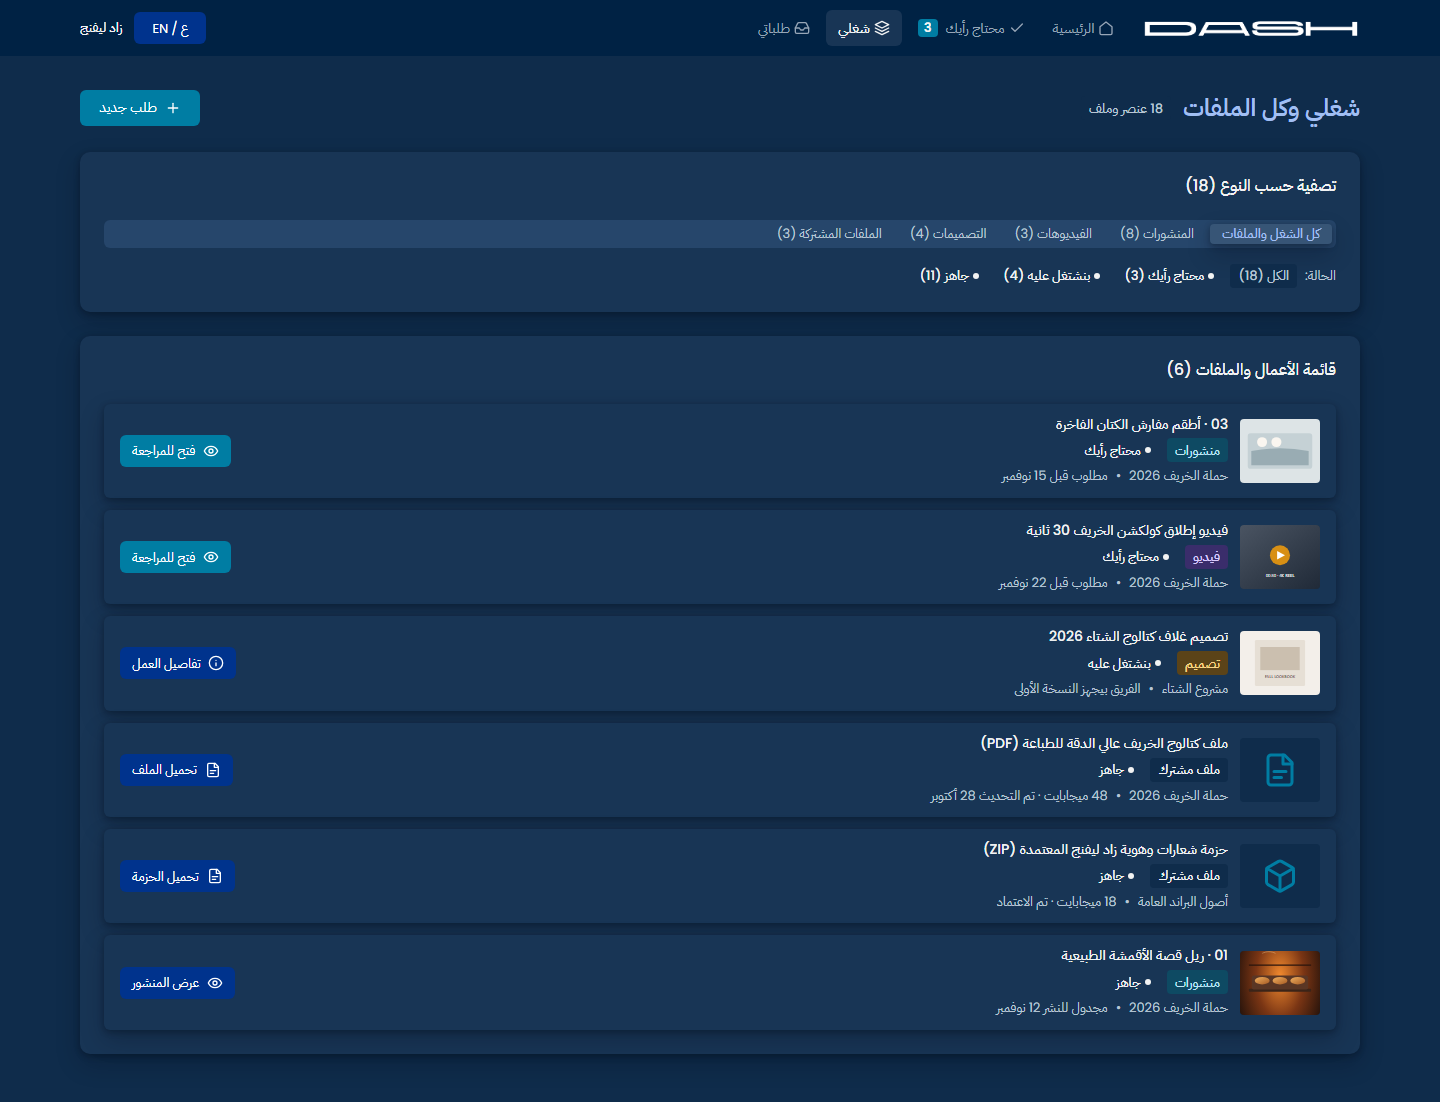 DASH
الرئيسية
محتاج رأيك 3
شغلي
طلباتي
ع / EN
زاد ليفنج
شغلي وكل الملفات
18 عنصر وملف
+ طلب جديد
تصفية حسب النوع (18)
كل الشغل والملفات
المنشورات (8)
الفيديوهات (3)
التصميمات (4)
الملفات المشتركة (3)
الحالة:
الكل (18)
● محتاج رأيك (3)
● بنشتغل عليه (4)
● جاهز (11)
قائمة الأعمال والملفات (6)
03 · أطقم مفارش الكتان الفاخرة
منشورات ● محتاج رأيك
حملة الخريف 2026 • مطلوب قبل 15 نوفمبر
فتح للمراجعة
فيديو إطلاق كولكشن الخريف 30 ثانية
فيديو ● محتاج رأيك
حملة الخريف 2026 • مطلوب قبل 22 نوفمبر
فتح للمراجعة
تصميم غلاف كتالوج الشتاء 2026
تصميم ● بنشتغل عليه
مشروع الشتاء • الفريق بيجهز النسخة الأولى
تفاصيل العمل
ملف كتالوج الخريف عالي الدقة للطباعة (PDF)
ملف مشترك ● جاهز
حملة الخريف 2026 • 48 ميجابايت · تم التحديث 28 أكتوبر
تحميل الملف
حزمة شعارات وهوية زاد ليفنج المعتمدة (ZIP)
ملف مشترك ● جاهز
أصول البراند العامة • 18 ميجابايت · تم الاعتماد
تحميل الحزمة
01 · ريل قصة الأقمشة الطبيعية
منشورات ● جاهز
حملة الخريف 2026 • مجدول للنشر 12 نوفمبر
عرض المنشور